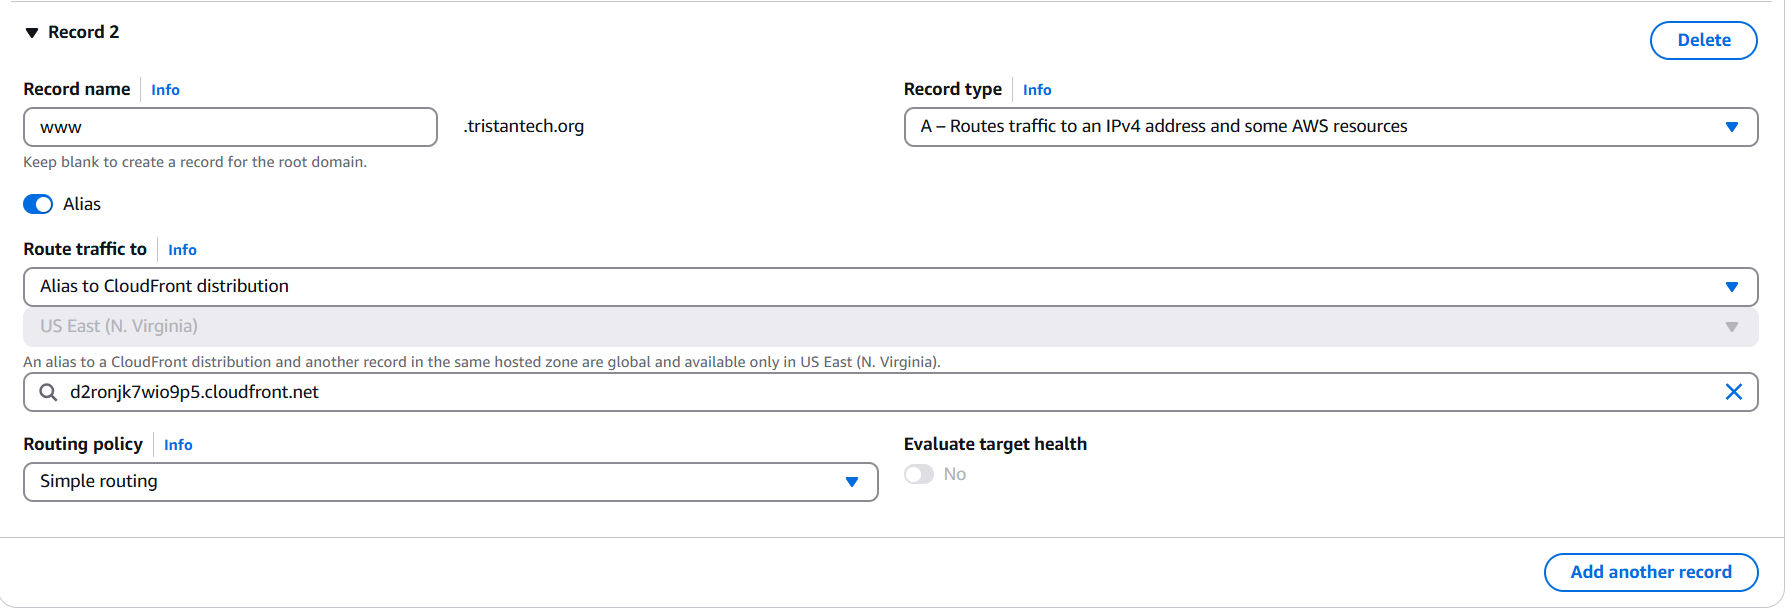 Record 2
Delete
Record name Info
Record type Info
www .tristantech.org
A – Routes traffic to an IPv4 address and some AWS resources
Keep blank to create a record for the root domain.
Alias
Route traffic to Info
Alias to CloudFront distribution
US East (N. Virginia)
An alias to a CloudFront distribution and another record in the same hosted zone are global and available only in US East (N. Virginia).
d2ronjk7wio9p5.cloudfront.net
Routing policy Info
Evaluate target health
Simple routing
No
Add another record